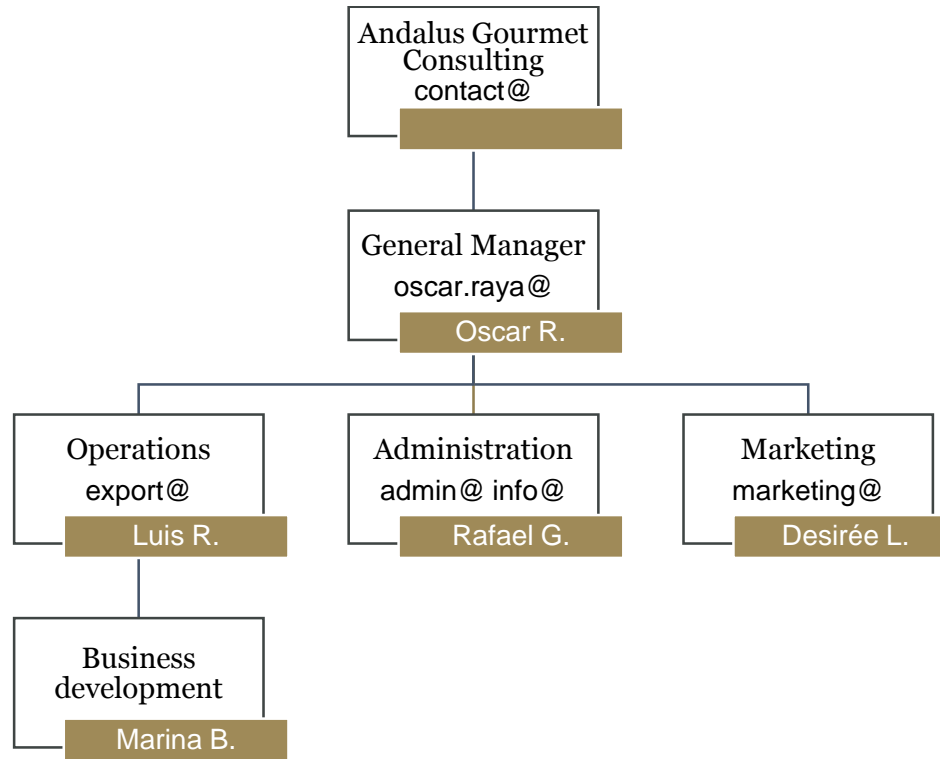 Andalus Gourmet
Consulting
contact@
General Manager
oscar.raya@
Oscar R.
Operations
export@
Luis R.
Administration
admin@ info@
Rafael G.
Marketing
marketing@
Desirée L.
Business
development
Marina B.